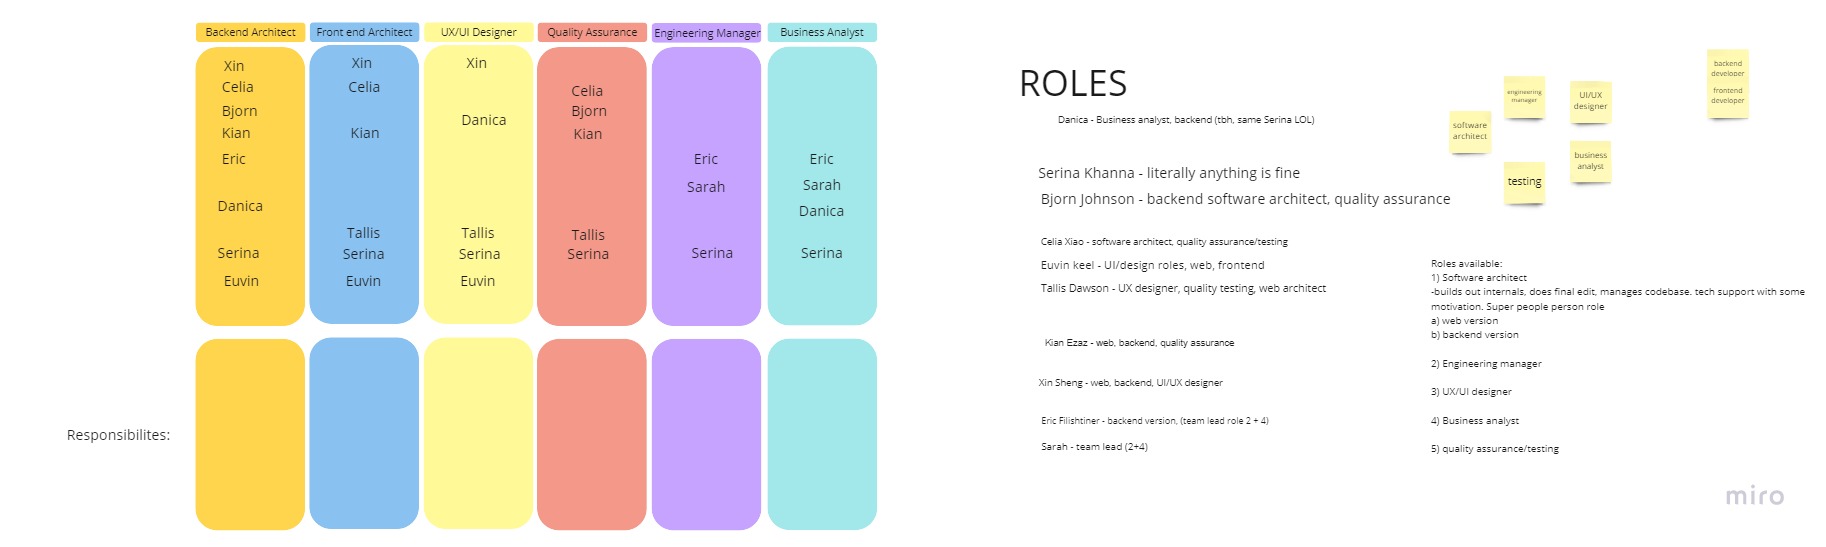 Backend Architect
Front end Architect
UX/UI Designer
Quality Assurance
Engineering Manager
Business Analyst
Xin
Celia
Bjorn
Kian
Eric
Danica
Serina
Euvin
Xin
Celia
Kian
Tallis
Serina
Euvin
Xin
Danica
Tallis
Serina
Euvin
Celia
Bjorn
Kian
Tallis
Serina
Eric
Sarah
Serina
Eric
Sarah
Danica
Serina
Responsibilites:
ROLES
Danica - Business analyst, backend (tbh, same Serina LOL)
Serina Khanna - literally anything is fine
Bjorn Johnson - backend software architect, quality assurance
Celia Xiao - software architect, quality assurance/testing
Euvin keel - UI/design roles, web, frontend
Tallis Dawson - UX designer, quality testing, web architect
Kian Ezaz - web, backend, quality assurance
Xin Sheng - web, backend, UI/UX designer
Eric Filishtiner - backend version, (team lead role 2 + 4)
Sarah - team lead (2+4)
software
architect
engineering
manager
UI/UX
designer
business
analyst
testing
backend
developer
frontend
developer
Roles available:
1) Software architect
-builds out internals, does final edit, manages codebase. tech support with some
motivation. Super people person role
a) web version
b) backend version
2) Engineering manager
3) UX/UI designer
4) Business analyst
5) quality assurance/testing
miro